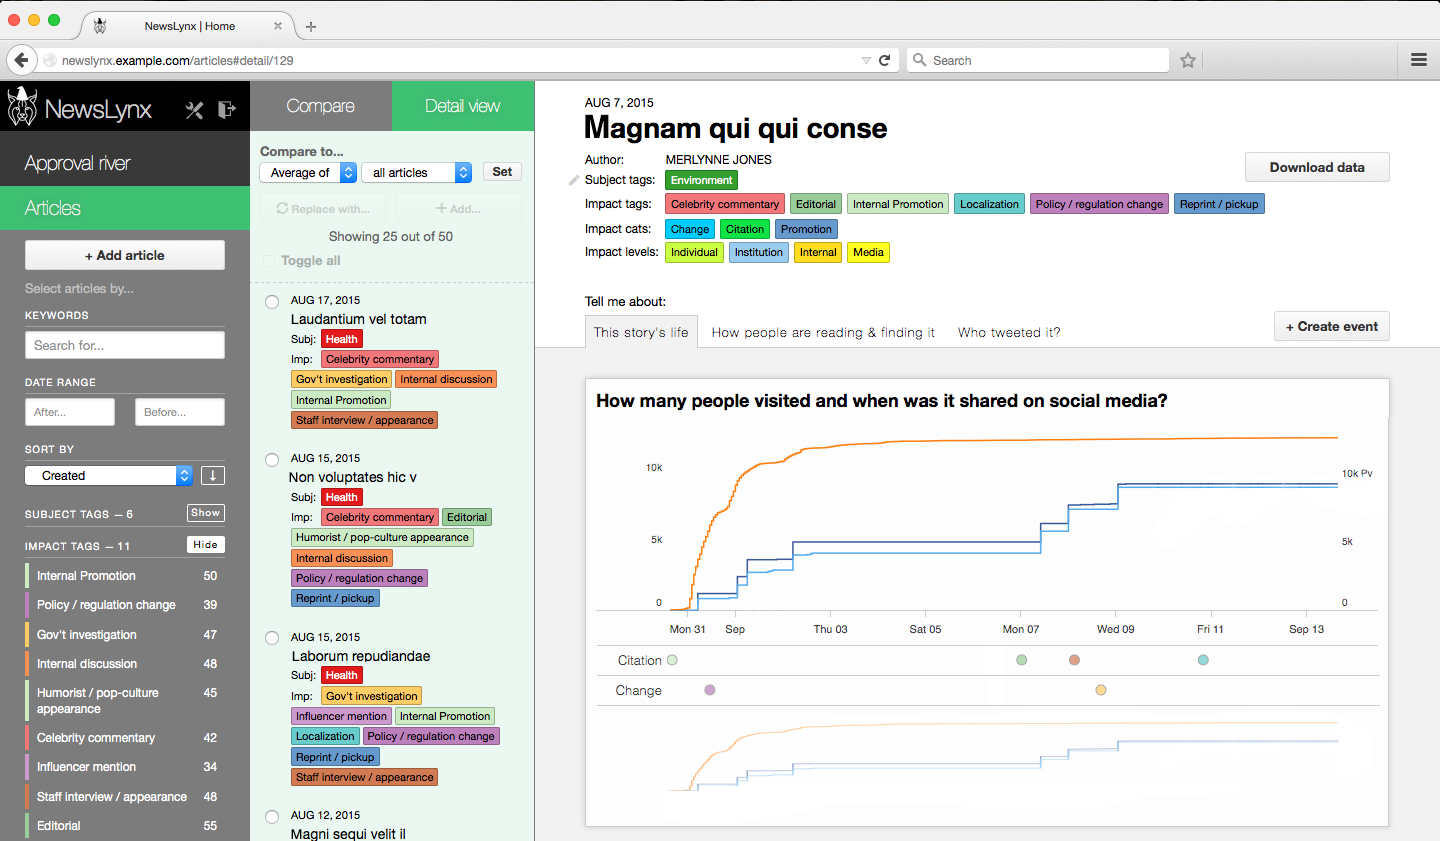 NewsLynx | Home
newslynx.example.com/articles#detail/129
Search
NewsLynx
Approval river
Articles
+ Add article
Select articles by...
KEYWORDS
Search for...
DATE RANGE
After...
Before...
SORT BY
Created
SUBJECT TAGS – 6
Show
IMPACT TAGS – 11
Hide
Internal Promotion 50
Policy / regulation change 39
Gov't investigation 47
Internal discussion 48
Humorist / pop-culture
appearance 45
Celebrity commentary 42
Influencer mention 34
Staff interview / appearance 48
Editorial 55
Compare
Detail view
Compare to...
Average of
all articles
Set
Replace with...
+ Add...
Showing 25 out of 50
Toggle all
AUG 17, 2015
Laudantium vel totam
Subj: Health
Imp: Celebrity commentary
Gov't investigation Internal discussion
Internal Promotion
Staff interview / appearance
AUG 15, 2015
Non voluptates hic v
Subj: Health
Imp: Celebrity commentary Editorial
Humorist / pop-culture appearance
Internal discussion
Policy / regulation change
Reprint / pickup
AUG 15, 2015
Laborum repudiandae
Subj: Health
Imp: Gov't investigation
Influencer mention Internal Promotion
Localization Policy / regulation change
Reprint / pickup
Staff interview / appearance
AUG 12, 2015
Magni sequi velit il
AUG 7, 2015
Magnam qui qui conse
Author: MERLYNNE JONES
Subject tags: Environment
Impact tags: Celebrity commentary Editorial Internal Promotion Localization Policy / regulation change Reprint / pickup
Impact cats: Change Citation Promotion
Impact levels: Individual Institution Internal Media
Download data
Tell me about:
This story's life
How people are reading & finding it
Who tweeted it?
+ Create event
How many people visited and when was it shared on social media?
10k
5k
0
10k Pv
5k
0
Mon 31 Sep Thu 03 Sat 05 Mon 07 Wed 09 Fri 11 Sep 13
Citation
Change